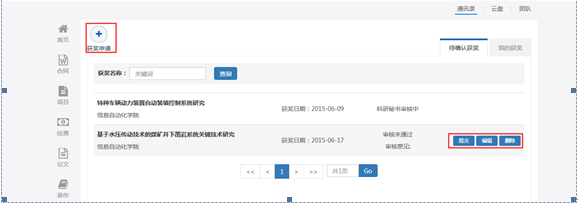 通讯录 云盘 团队
首页
合同
项目
经费
论文
著作
获奖申请
待确认获奖 我的获奖
获奖名称： 关键词 查询
特种车辆动力装置自动装填控制系统研究
信息自动化学院
获奖日期：2015-06-09 科研秘书审核中
基于水压传动技术的煤矿井下凿岩系统关键技术研究
信息自动化学院
获奖日期：2015-06-17
审核未通过
审核意见:
提交 编辑 删除
<< < 1 > >> 共1页 Go